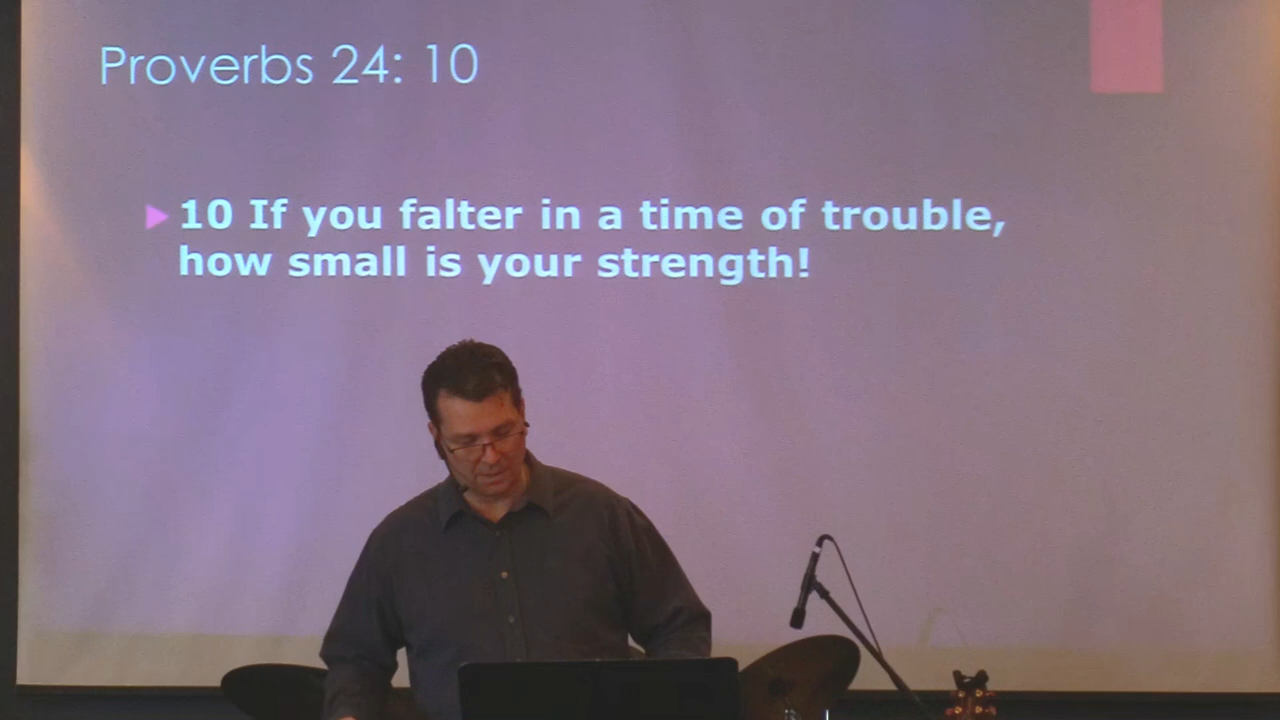 Proverbs 24: 10
10 If you falter in a time of trouble,
how small is your strength!